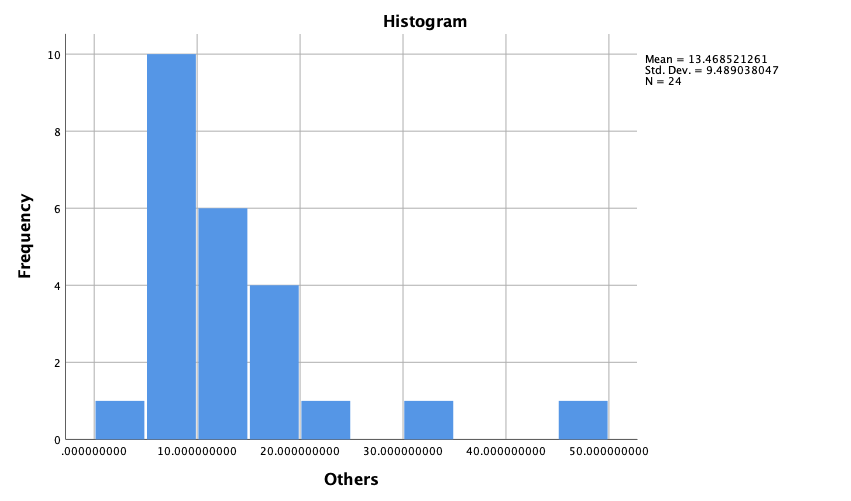 Histogram
Mean = 13.468521261
Std. Dev. = 9.489038047
N = 24
Frequency
10
8
6
4
2
0
.000000000 10.000000000 20.000000000 30.000000000 40.000000000 50.000000000
Others